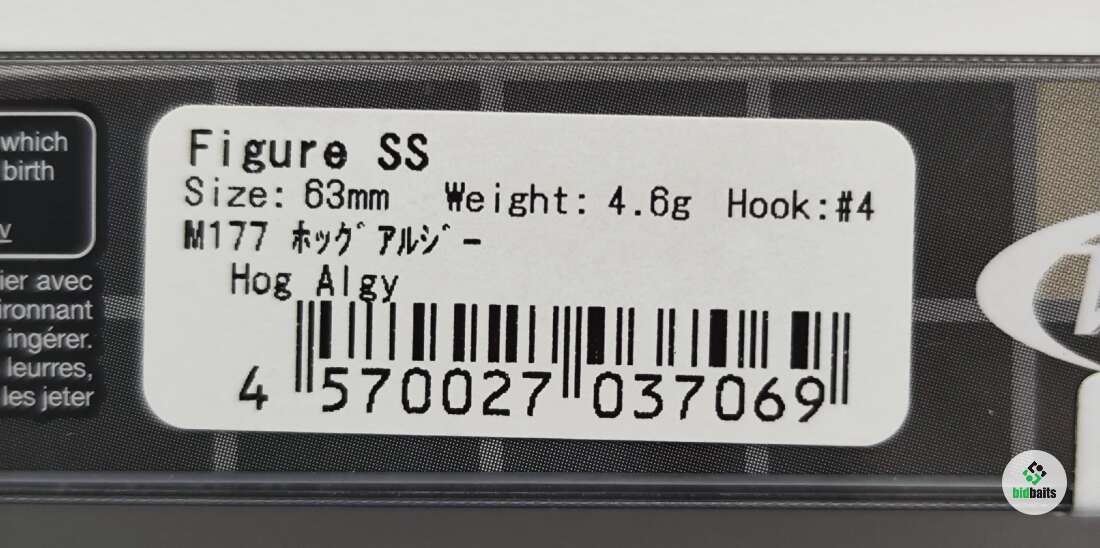 which
birth
Figure SS
Size: 63mm Weight: 4.6g Hook:#4
M177 ﾎｯｸﾞｱﾙｼﾞｰ
Hog Algy
4 570027 037069
ier avec
ironnant
ingérer.
leurres,
les jeter
bidbaits